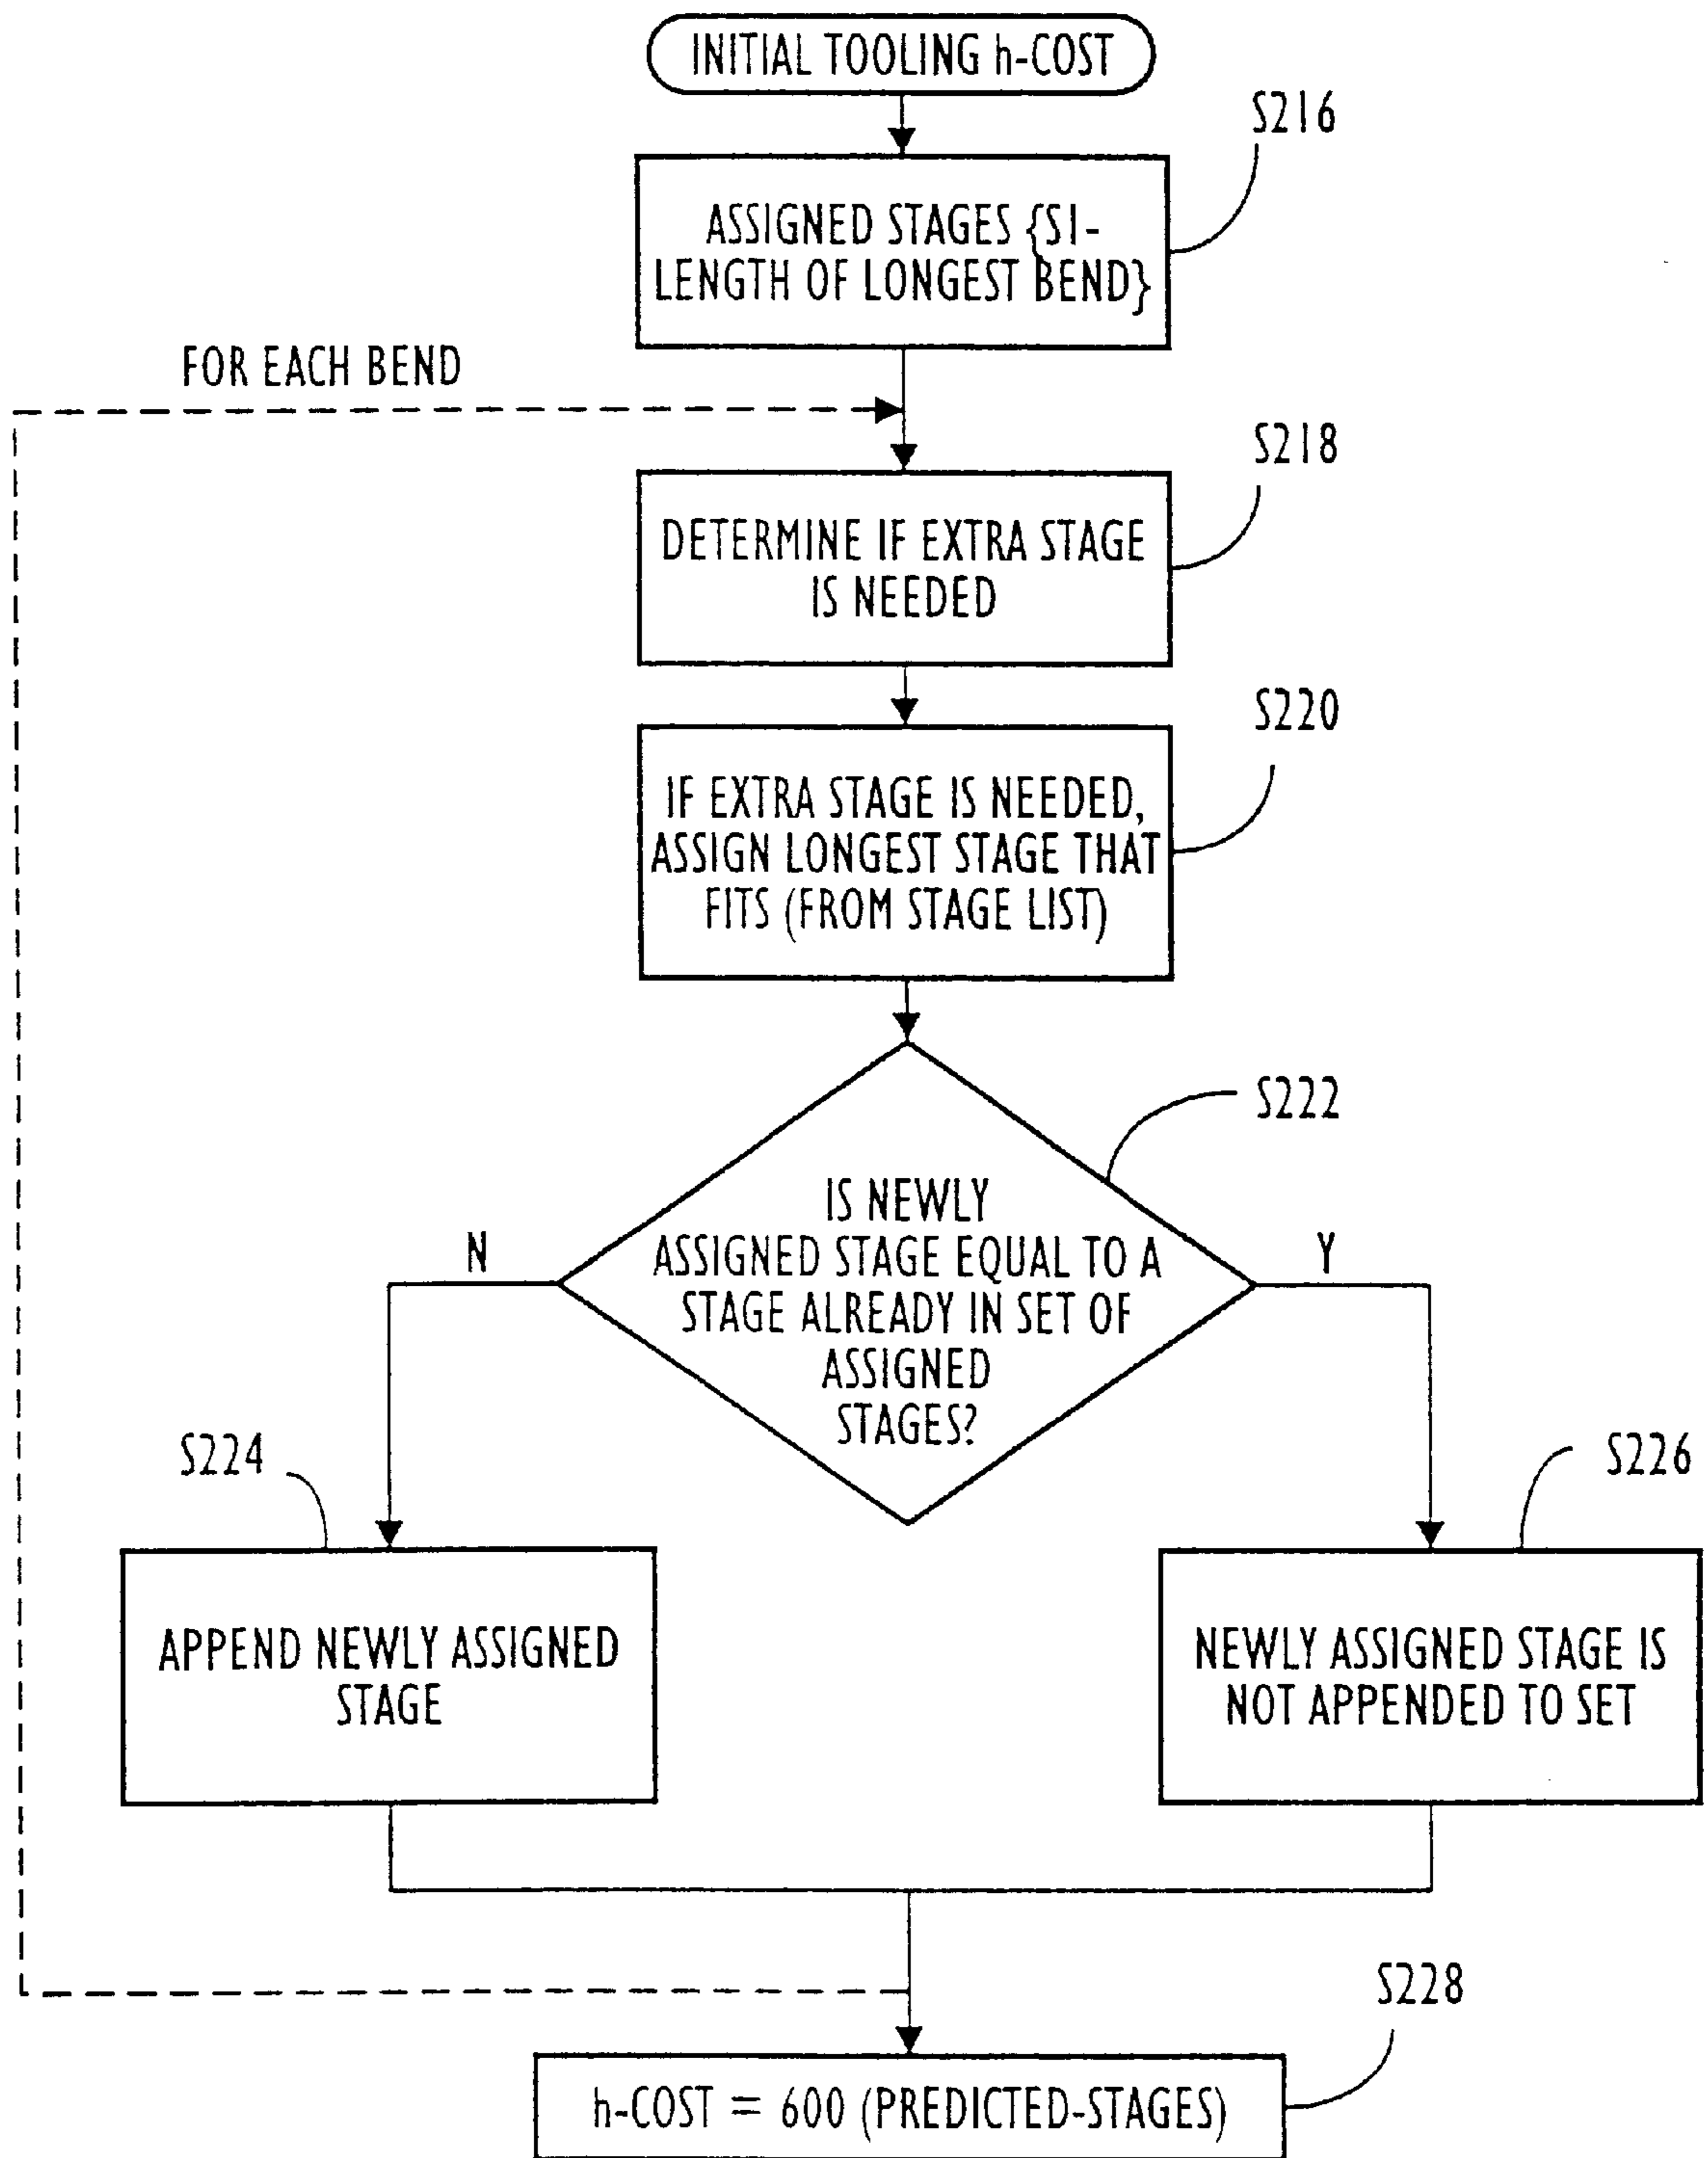 INITIAL TOOLING h-COST
S216
ASSIGNED STAGES {S1-
LENGTH OF LONGEST BEND}
FOR EACH BEND
S218
DETERMINE IF EXTRA STAGE
IS NEEDED
S220
IF EXTRA STAGE IS NEEDED,
ASSIGN LONGEST STAGE THAT
FITS (FROM STAGE LIST)
S222
IS NEWLY
ASSIGNED STAGE EQUAL TO A
STAGE ALREADY IN SET OF
ASSIGNED
STAGES?
N
Y
S224
S226
APPEND NEWLY ASSIGNED
STAGE
NEWLY ASSIGNED STAGE IS
NOT APPENDED TO SET
S228
h-COST = 600 (PREDICTED-STAGES)